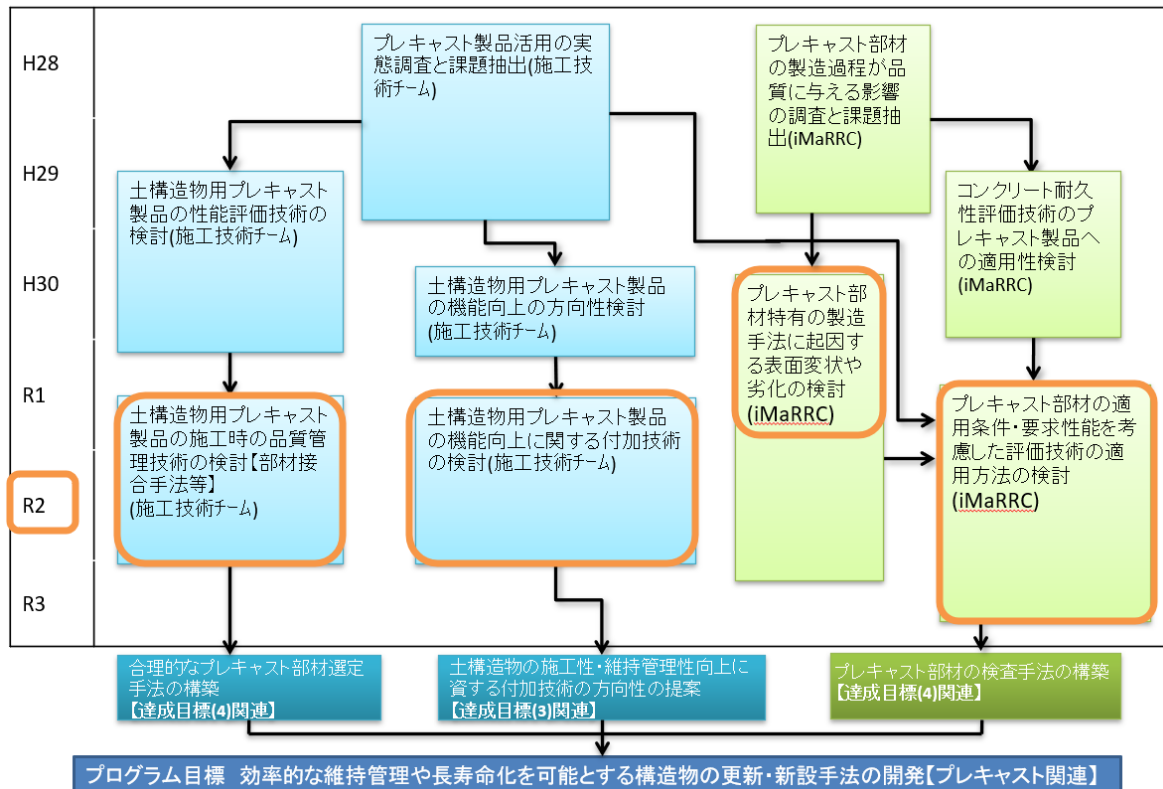 H28
H29
H30
R1
R2
R3
プレキャスト製品活用の実
態調査と課題抽出(施工技
術チーム)
プレキャスト部材
の製造過程が品
質に与える影響
の調査と課題抽
出(iMaRRC)
土構造物用プレキャスト
製品の性能評価技術の
検討(施工技術チーム)
コンクリート耐久
性評価技術のプ
レキャスト製品へ
の適用性検討
(iMaRRC)
土構造物用プレキャスト製品
の機能向上の方向性検討
(施工技術チーム)
プレキャスト部
材特有の製造
手法に起因す
る表面変状や
劣化の検討
(iMaRRC)
土構造物用プレキャスト
製品の施工時の品質管
理技術の検討【部材接
合手法等】
(施工技術チーム)
土構造物用プレキャスト製品
の機能向上に関する付加技術
の検討(施工技術チーム)
プレキャスト部材の適
用条件・要求性能を考
慮した評価技術の適
用方法の検討
(iMaRRC)
合理的なプレキャスト部材選定
手法の構築
【達成目標(4)関連】
土構造物の施工性・維持管理性向上に
資する付加技術の方向性の提案
【達成目標(3)関連】
プレキャスト部材の検査手法の構築
【達成目標(4)関連】
プログラム目標 効率的な維持管理や長寿命化を可能とする構造物の更新・新設手法の開発【プレキャスト関連】